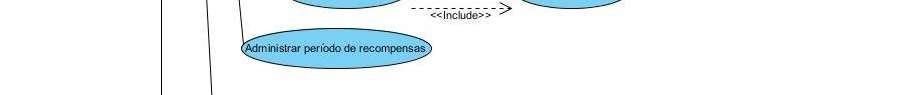 <<Include>>
Administrar período de recompensas